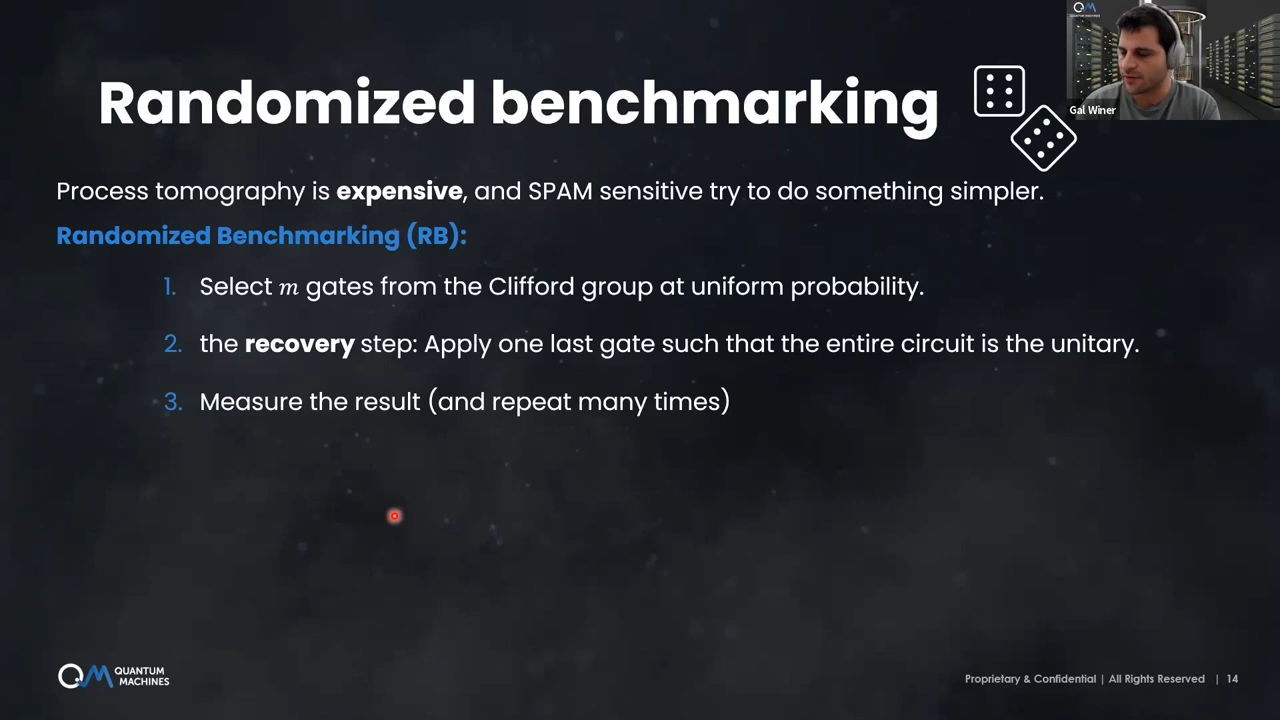 Randomized benchmarking
QM
Gal Winer
Process tomography is expensive, and SPAM sensitive try to do something simpler.
Randomized Benchmarking (RB):
1. Select m gates from the Clifford group at uniform probability.
2. the recovery step: Apply one last gate such that the entire circuit is the unitary.
3. Measure the result (and repeat many times)
QM QUANTUM
MACHINES
Proprietary & Confidential | All Rights Reserved | 14